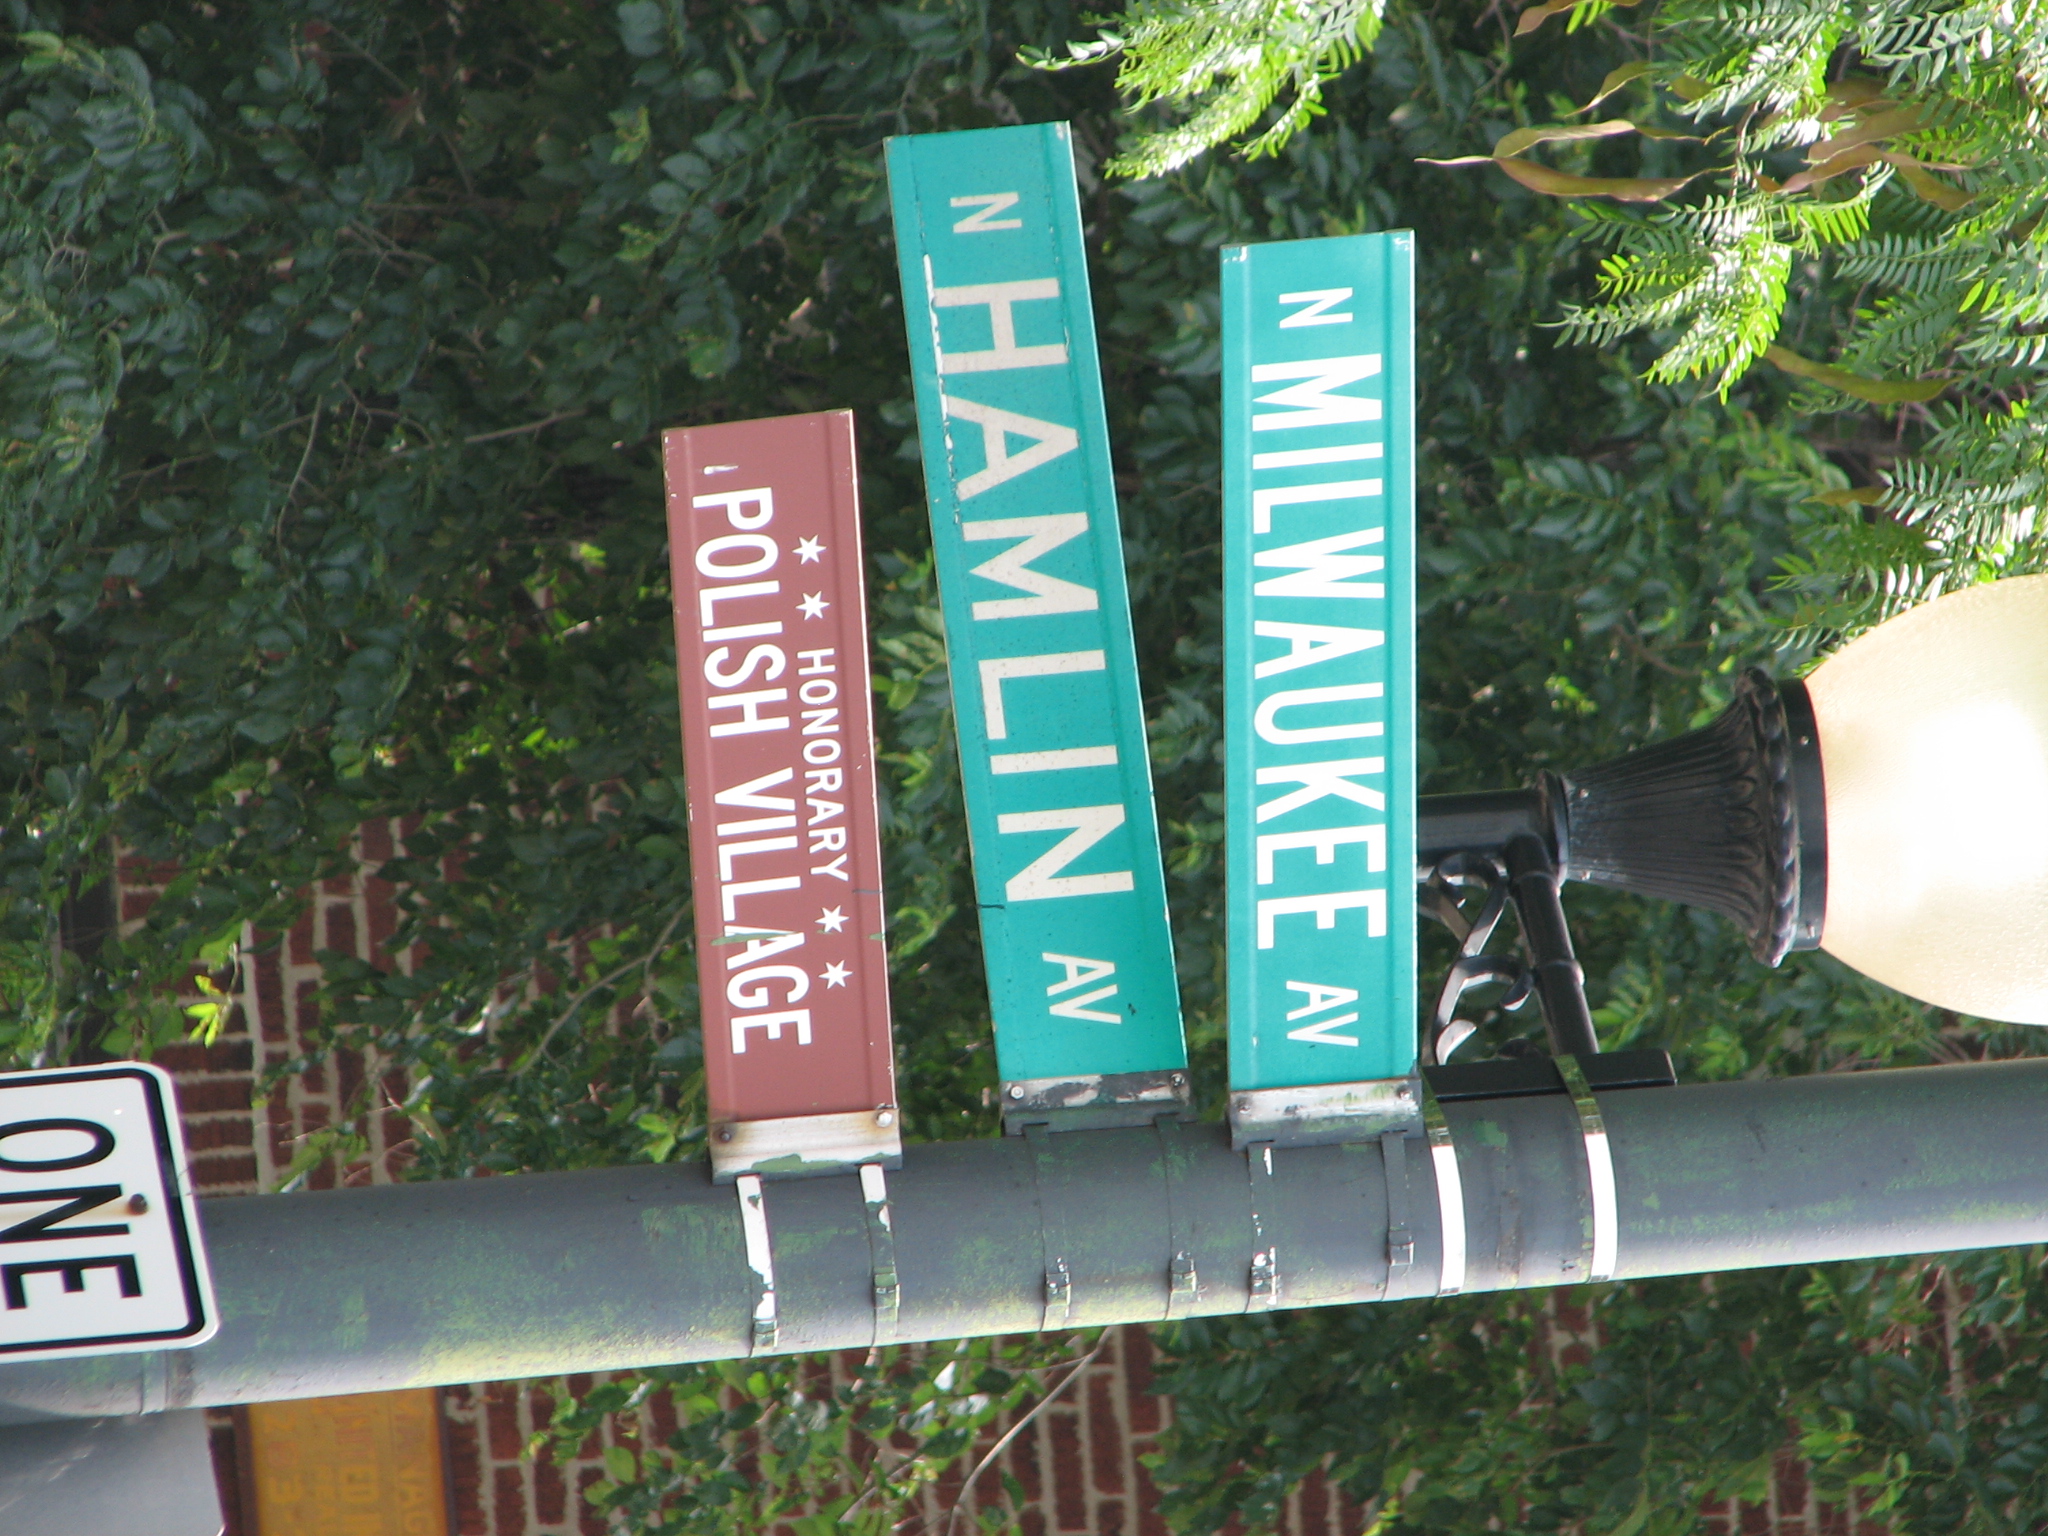 N MILWAUKEE AV
N HAMLIN AV
HONORARY
POLISH VILLAGE
ONE